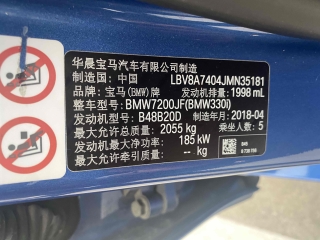 华晨宝马汽车有限公司制造
制造国：中国 LBV8A7404JMN35181
品牌：宝马(BMW)牌 发动机排量：1998 mL
整车型号：BMW7200JF(BMW330i)
发动机型号：B48B20D 制造年月：2018-04
最大允许总质量：2055 kg 乘坐人数：5
发动机最大净功率：185 kW
最大允许牵引质量：-- kg